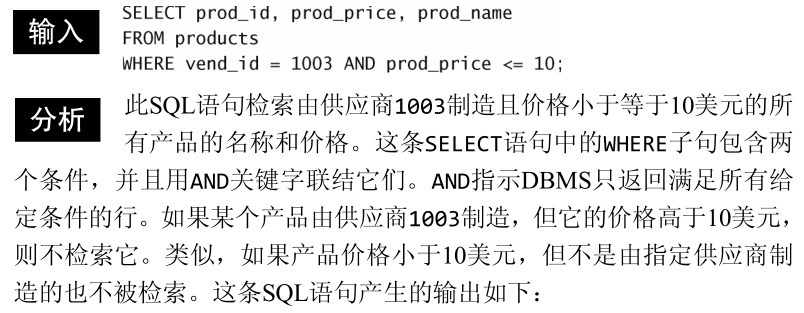 输入
SELECT prod_id, prod_price, prod_name
FROM products
WHERE vend_id = 1003 AND prod_price <= 10;
分析
此SQL语句检索由供应商1003制造且价格小于等于10美元的所
有产品的名称和价格。这条SELECT语句中的WHERE子句包含两
个条件，并且用AND关键字联结它们。AND指示DBMS只返回满足所有给
定条件的行。如果某个产品由供应商1003制造，但它的价格高于10美元，
则不检索它。类似，如果产品价格小于10美元，但不是由指定供应商制
造的也不被检索。这条SQL语句产生的输出如下：